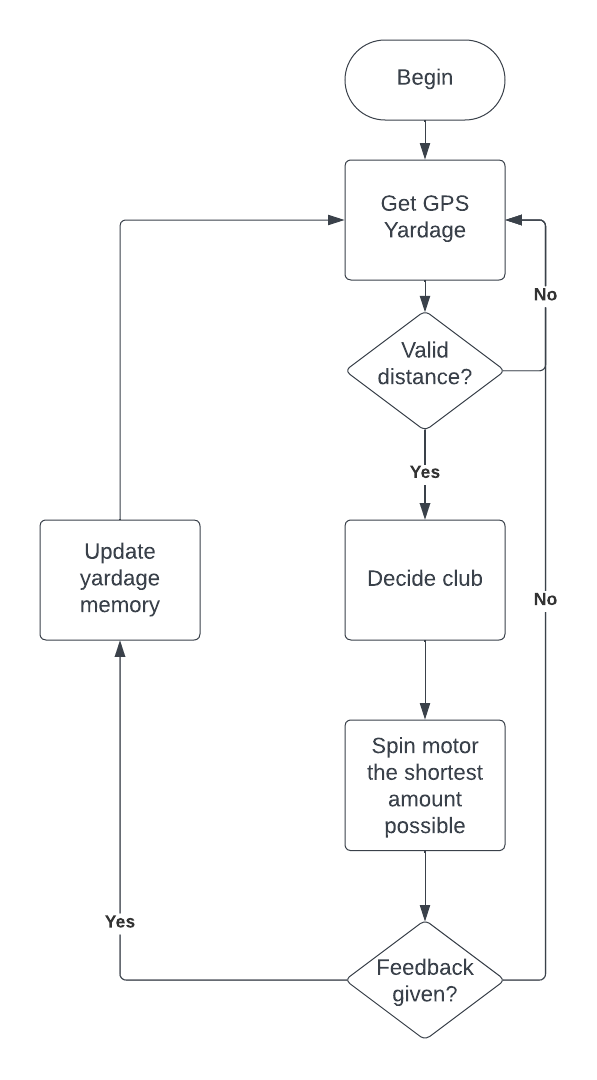 Begin
Get GPS
Yardage
No
Valid
distance?
Yes
Update
yardage
memory
Decide club
No
Spin motor
the shortest
amount
possible
Yes
Feedback
given?